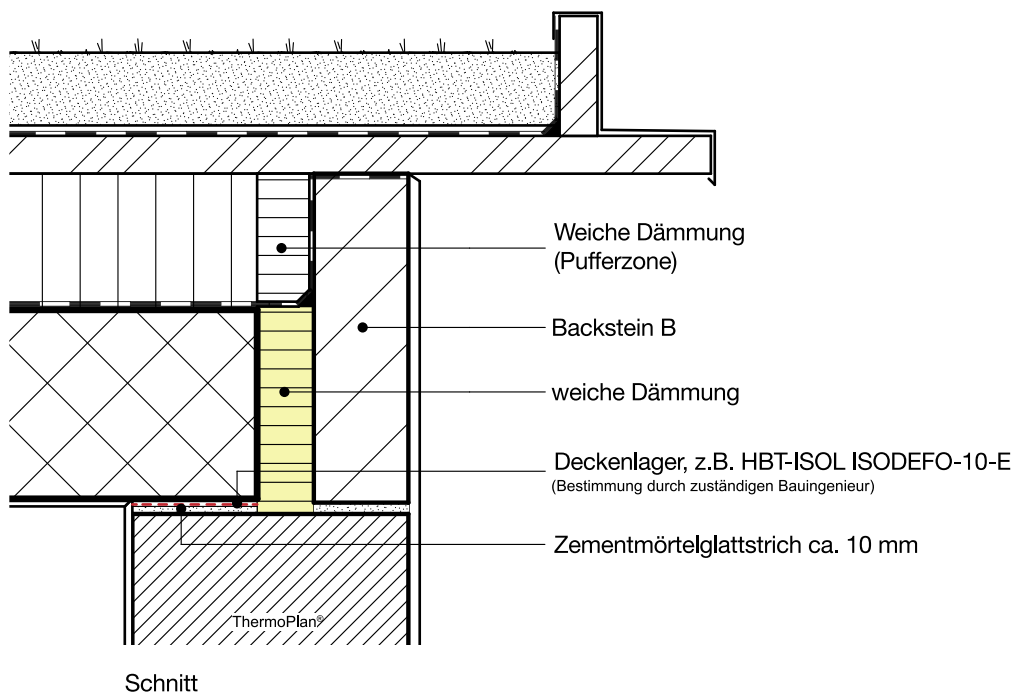 Weiche Dämmung
(Pufferzone)
Backstein B
weiche Dämmung
Deckenlager, z.B. HBT-ISOL ISODEFO-10-E
(Bestimmung durch zuständigen Bauingenieur)
Zementmörtelglattstrich ca. 10 mm
ThermoPlan®
Schnitt